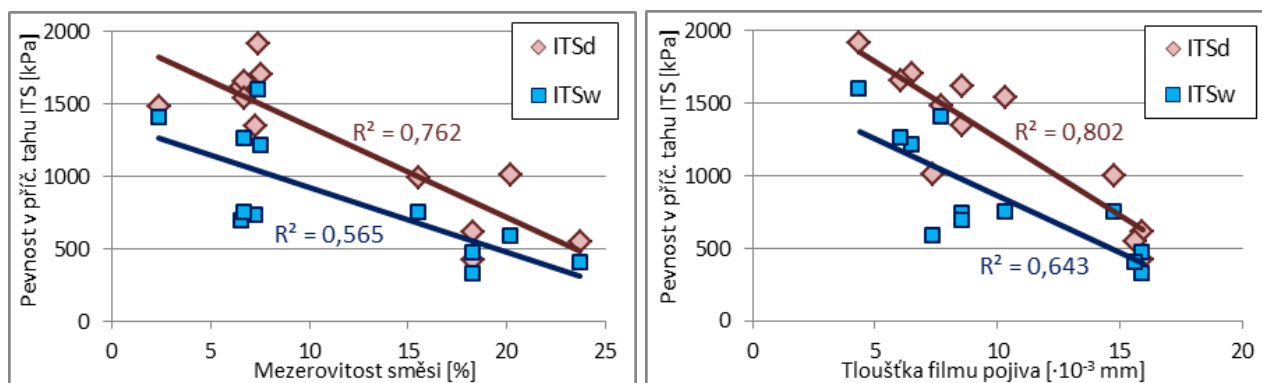 Pevnost v příč. tahu ITS [kPa]
2000
1500
1000
500
0
0 5 10 15 20 25
Mezerovitost směsi [%]
ITSd
ITSw
R² = 0,762
R² = 0,565
Pevnost v příč. tahu ITS [kPa]
2000
1500
1000
500
0
0 5 10 15 20
Tloušťka filmu pojiva [·10⁻³ mm]
ITSd
ITSw
R² = 0,802
R² = 0,643